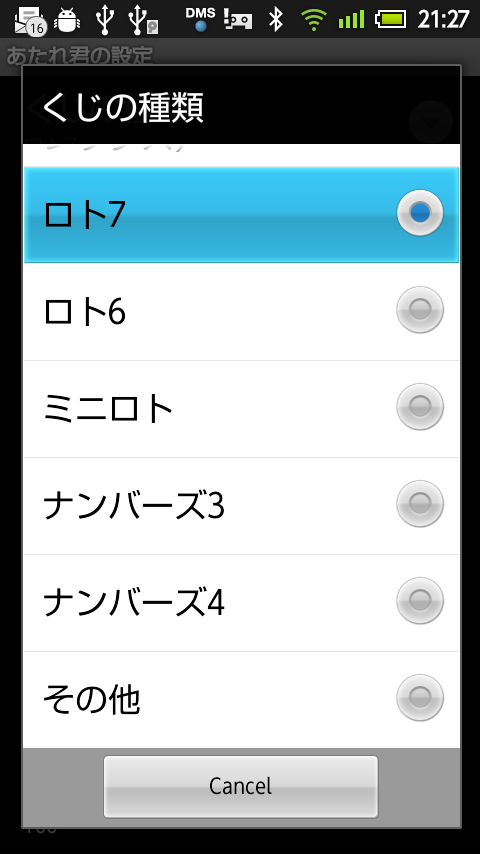 16
DMS
21:27
あたれ君の設定
くじの種類
ロト7
ロト6
ミニロト
ナンバーズ3
ナンバーズ4
その他
Cancel